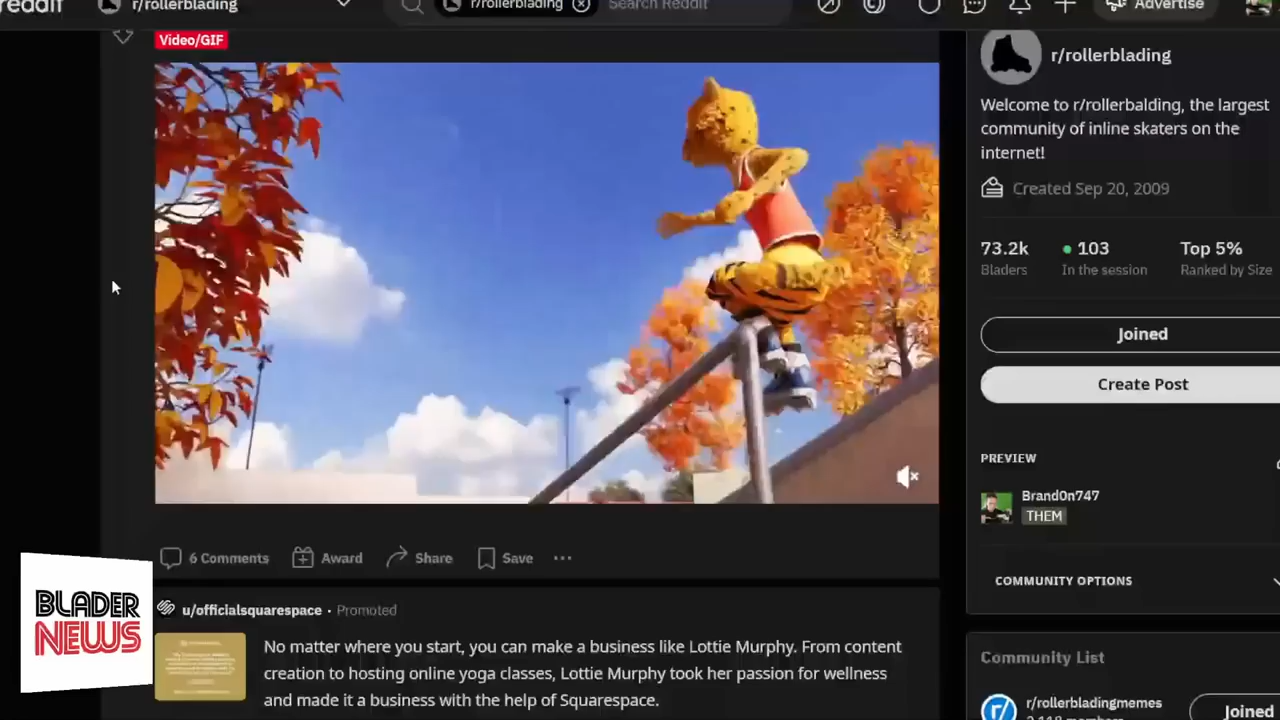 reddit
r/rollerblading
r/rollerblading
Search Reddit
Advertise
Video/GIF
r/rollerblading
Welcome to r/rollerbalding, the largest
community of inline skaters on the
internet!
Created Sep 20, 2009
73.2k
103
Top 5%
Bladers
In the session
Ranked by Size
Joined
Create Post
PREVIEW
Brand0n747
THEM
6 Comments
Award
Share
Save
COMMUNITY OPTIONS
BLADER
NEWS
u/officialsquarespace • Promoted
No matter where you start, you can make a business like Lottie Murphy. From content
creation to hosting online yoga classes, Lottie Murphy took her passion for wellness
and made it a business with the help of Squarespace.
Community List
r/
r/rollerbladingmemes
Joined